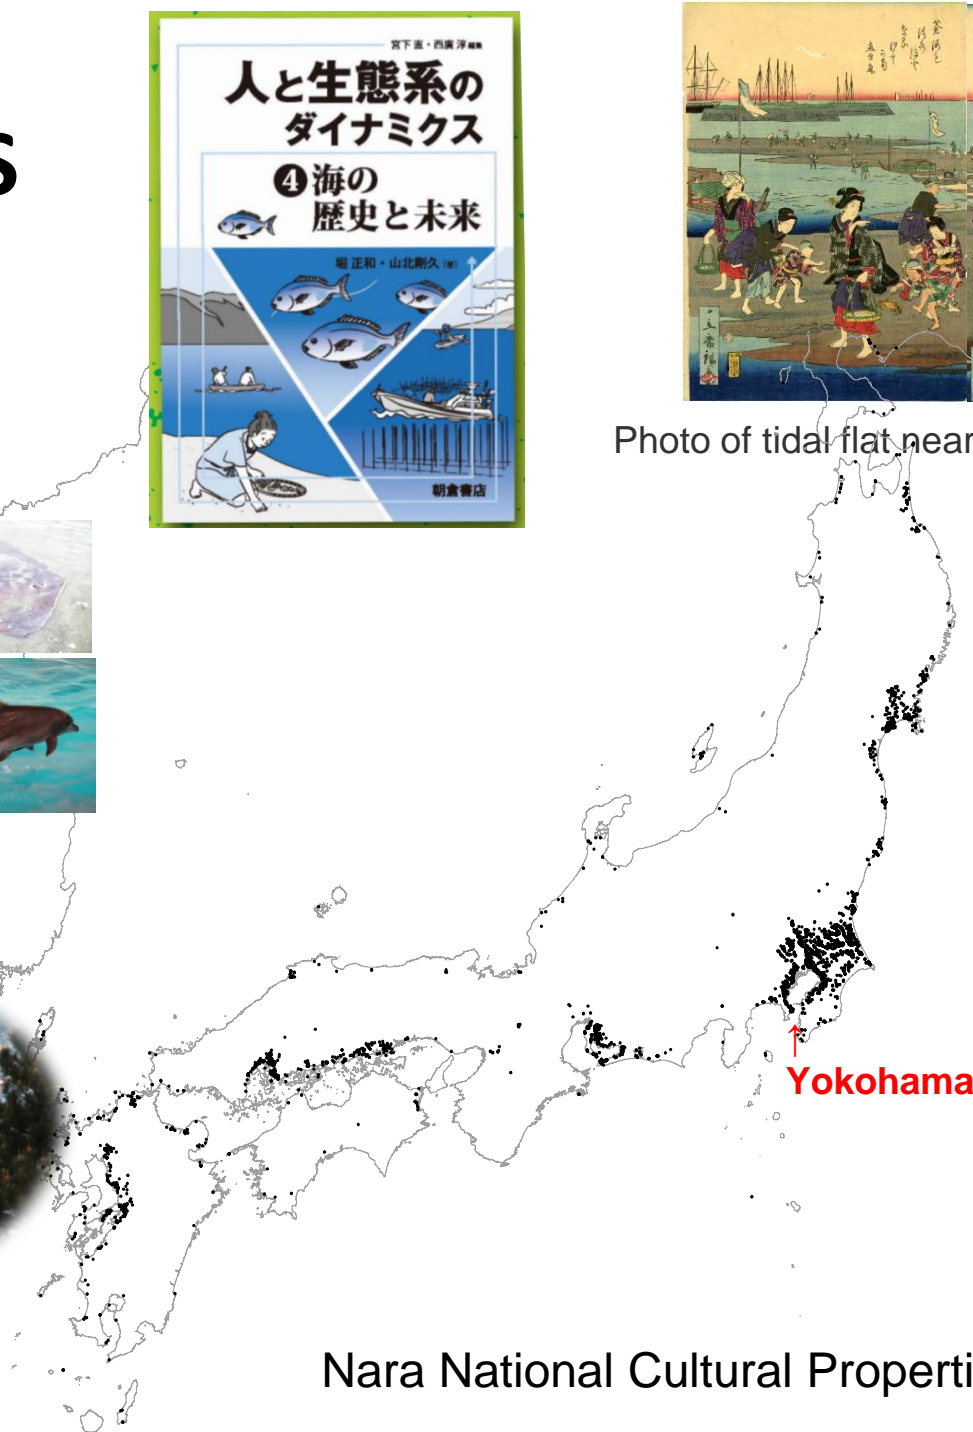 S
宮下 直・西廣 淳 編集
人と生態系の
ダイナミクス
❹海の
歴史と未来
堀 正和・山北剛久 (著)
朝倉書店
Photo of tidal flat near
↑
Yokohama
Nara National Cultural Properti